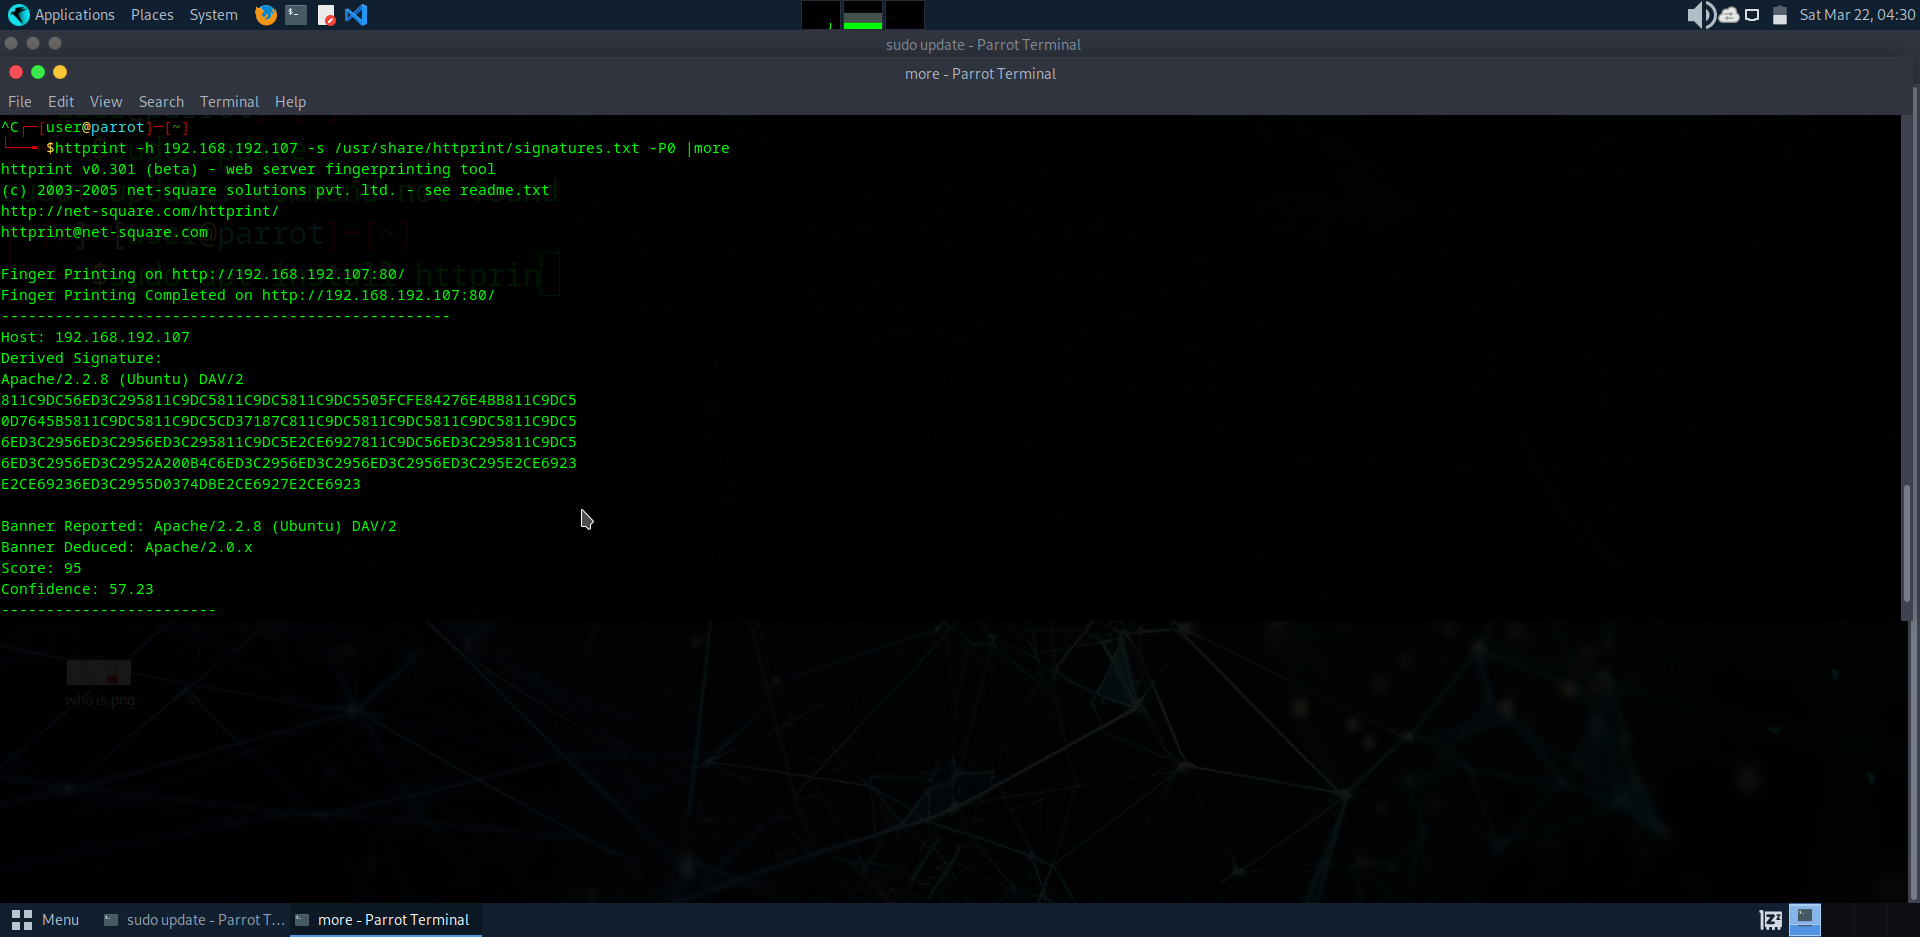 Applications Places System
Sat Mar 22, 04:30
sudo update - Parrot Terminal
more - Parrot Terminal
File Edit View Search Terminal Help
^C┌─[user@parrot]─[~]
└──╼ $httprint -h 192.168.192.107 -s /usr/share/httprint/signatures.txt -P0 |more
httprint v0.301 (beta) - web server fingerprinting tool
(c) 2003-2005 net-square solutions pvt. ltd. - see readme.txt
http://net-square.com/httprint/
httprint@net-square.com
Finger Printing on http://192.168.192.107:80/
Finger Printing Completed on http://192.168.192.107:80/
--------------------------------------------------
Host: 192.168.192.107
Derived Signature:
Apache/2.2.8 (Ubuntu) DAV/2
811C9DC56ED3C295811C9DC5811C9DC5811C9DC5505FCFE84276E4BB811C9DC5
0D7645B5811C9DC5811C9DC5CD37187C811C9DC5811C9DC5811C9DC5811C9DC5
6ED3C2956ED3C2956ED3C295811C9DC5E2CE6927811C9DC56ED3C295811C9DC5
6ED3C2956ED3C2952A200B4C6ED3C2956ED3C2956ED3C2956ED3C295E2CE6923
E2CE69236ED3C2955D0374DBE2CE6927E2CE6923
Banner Reported: Apache/2.2.8 (Ubuntu) DAV/2
Banner Deduced: Apache/2.0.x
Score: 95
Confidence: 57.23
------------------------
who is.png
Menu sudo update - Parrot T... more - Parrot Terminal